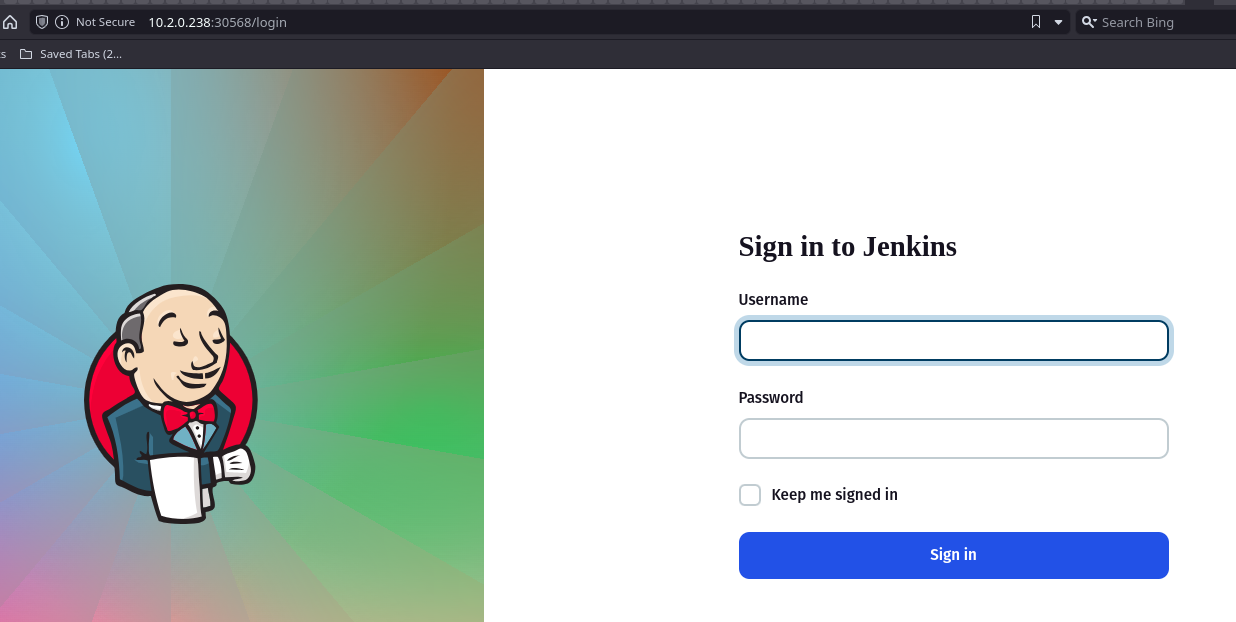 Not Secure 10.2.0.238:30568/login
Search Bing
Saved Tabs (2...
Sign in to Jenkins
Username
Password
Keep me signed in
Sign in